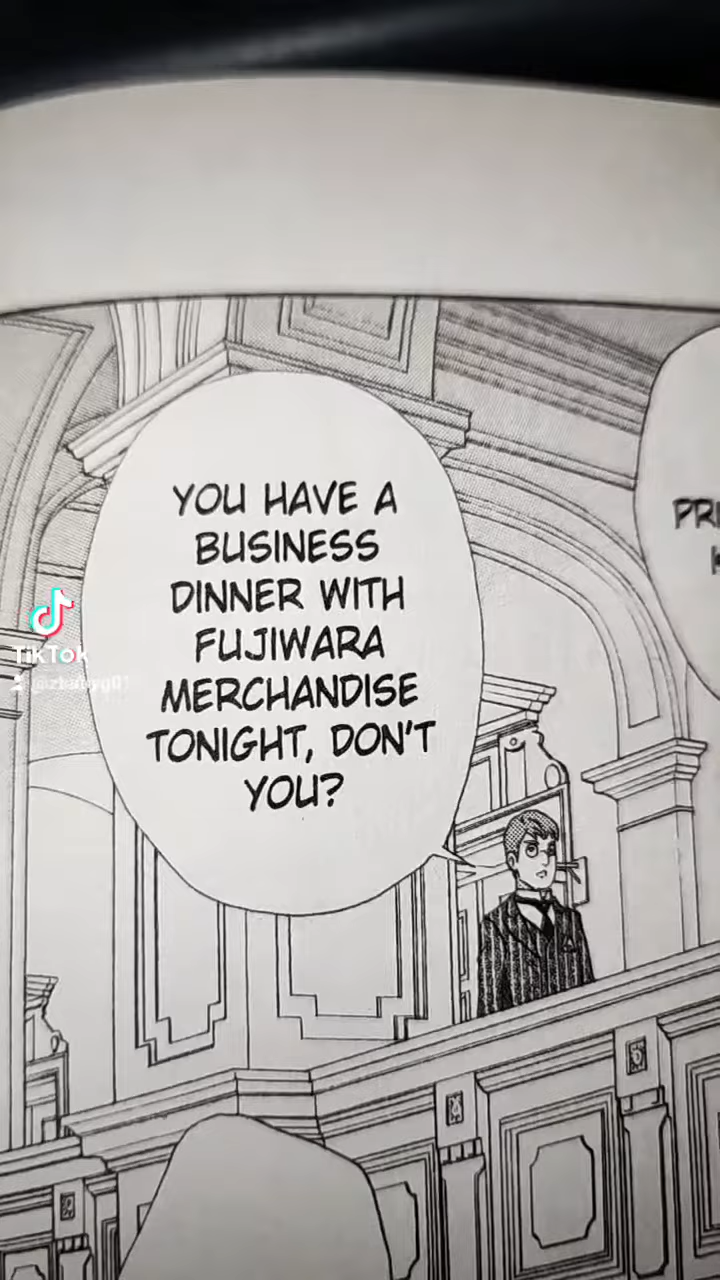 YOU HAVE A
BUSINESS
DINNER WITH
FUJIWARA
MERCHANDISE
TONIGHT, DON'T
YOU?
TikTok